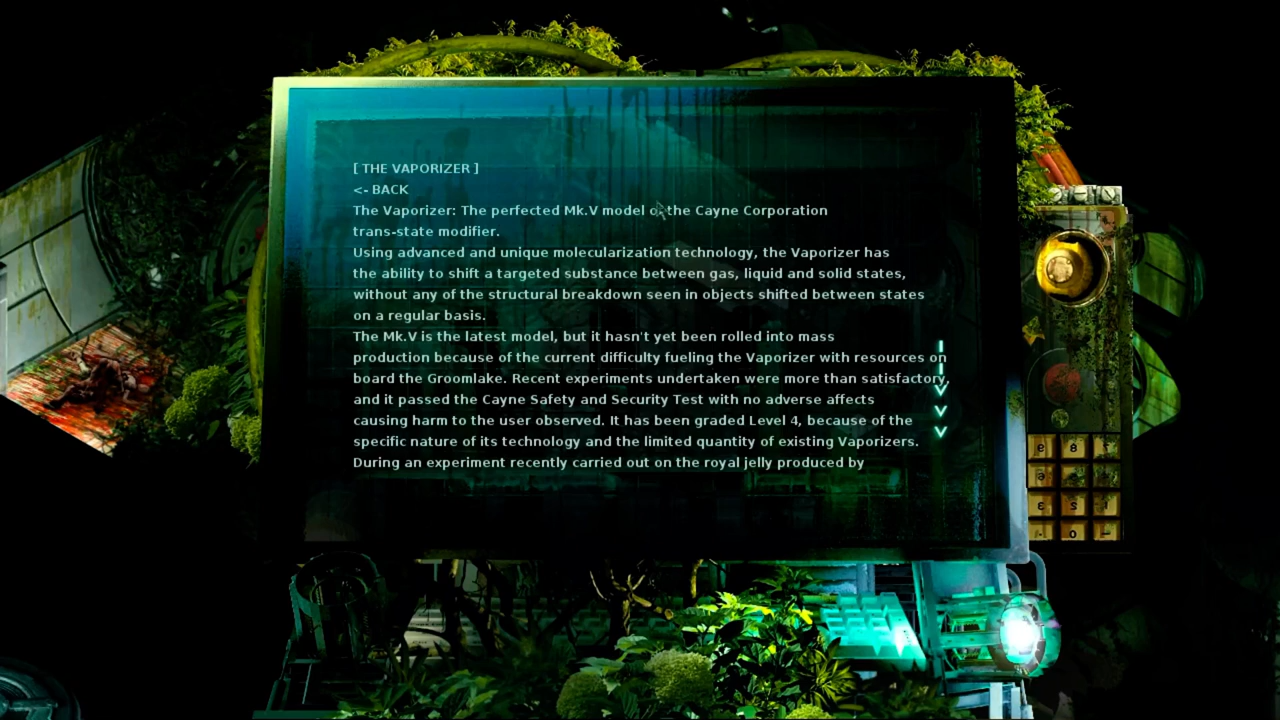 [ THE VAPORIZER ]
<- BACK
The Vaporizer: The perfected Mk.V model of the Cayne Corporation
trans-state modifier.
Using advanced and unique molecularization technology, the Vaporizer has
the ability to shift a targeted substance between gas, liquid and solid states,
without any of the structural breakdown seen in objects shifted between states
on a regular basis.
The Mk.V is the latest model, but it hasn't yet been rolled into mass
production because of the current difficulty fueling the Vaporizer with resources on
board the Groomlake. Recent experiments undertaken were more than satisfactory,
and it passed the Cayne Safety and Security Test with no adverse affects
causing harm to the user observed. It has been graded Level 4, because of the
specific nature of its technology and the limited quantity of existing Vaporizers.
During an experiment recently carried out on the royal jelly produced by